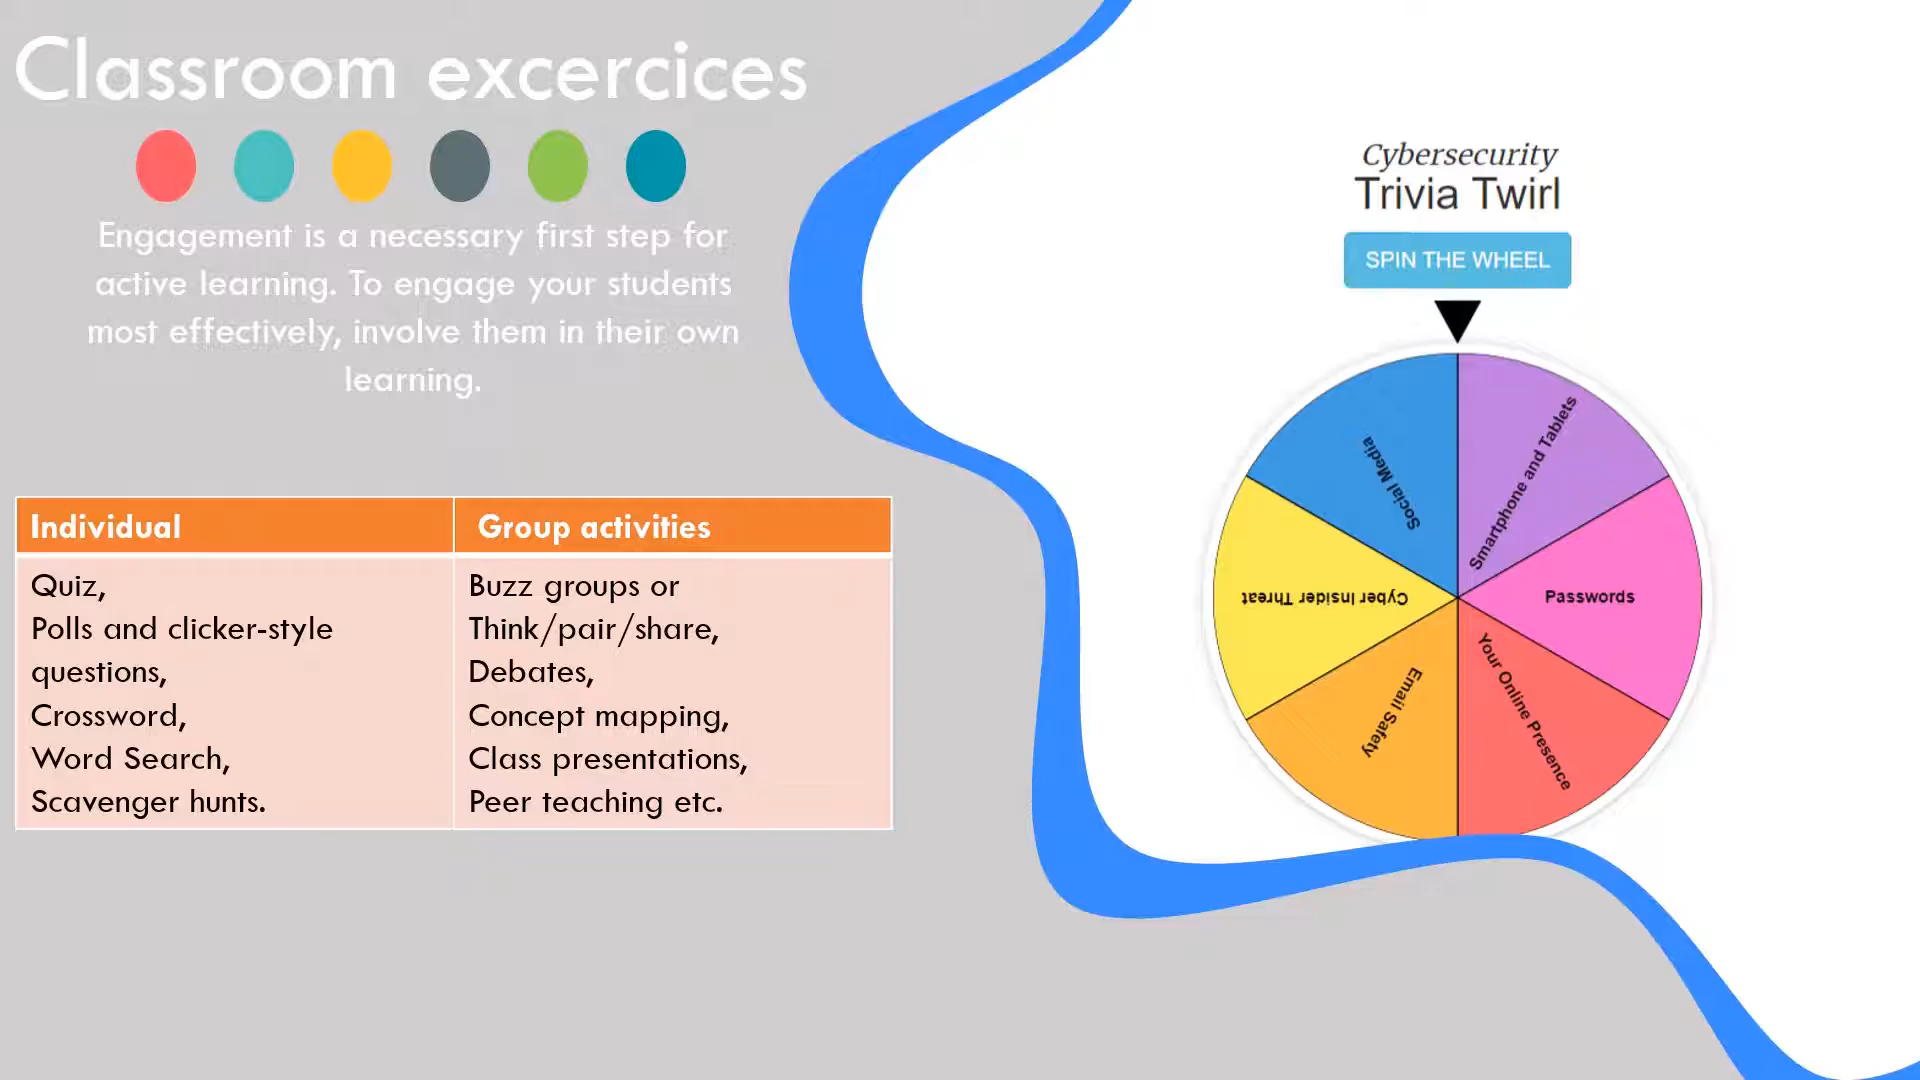 Classroom excercices
Engagement is a necessary first step for
active learning. To engage your students
most effectively, involve them in their own
learning.
Individual
Group activities
Quiz,
Polls and clicker-style
questions,
Crossword,
Word Search,
Scavenger hunts.
Buzz groups or
Think/pair/share,
Debates,
Concept mapping,
Class presentations,
Peer teaching etc.
Cybersecurity
Trivia Twirl
SPIN THE WHEEL
Social Media
Smartphone and Tablets
Cyber Insider Threat
Passwords
Email Safety
Your Online Presence